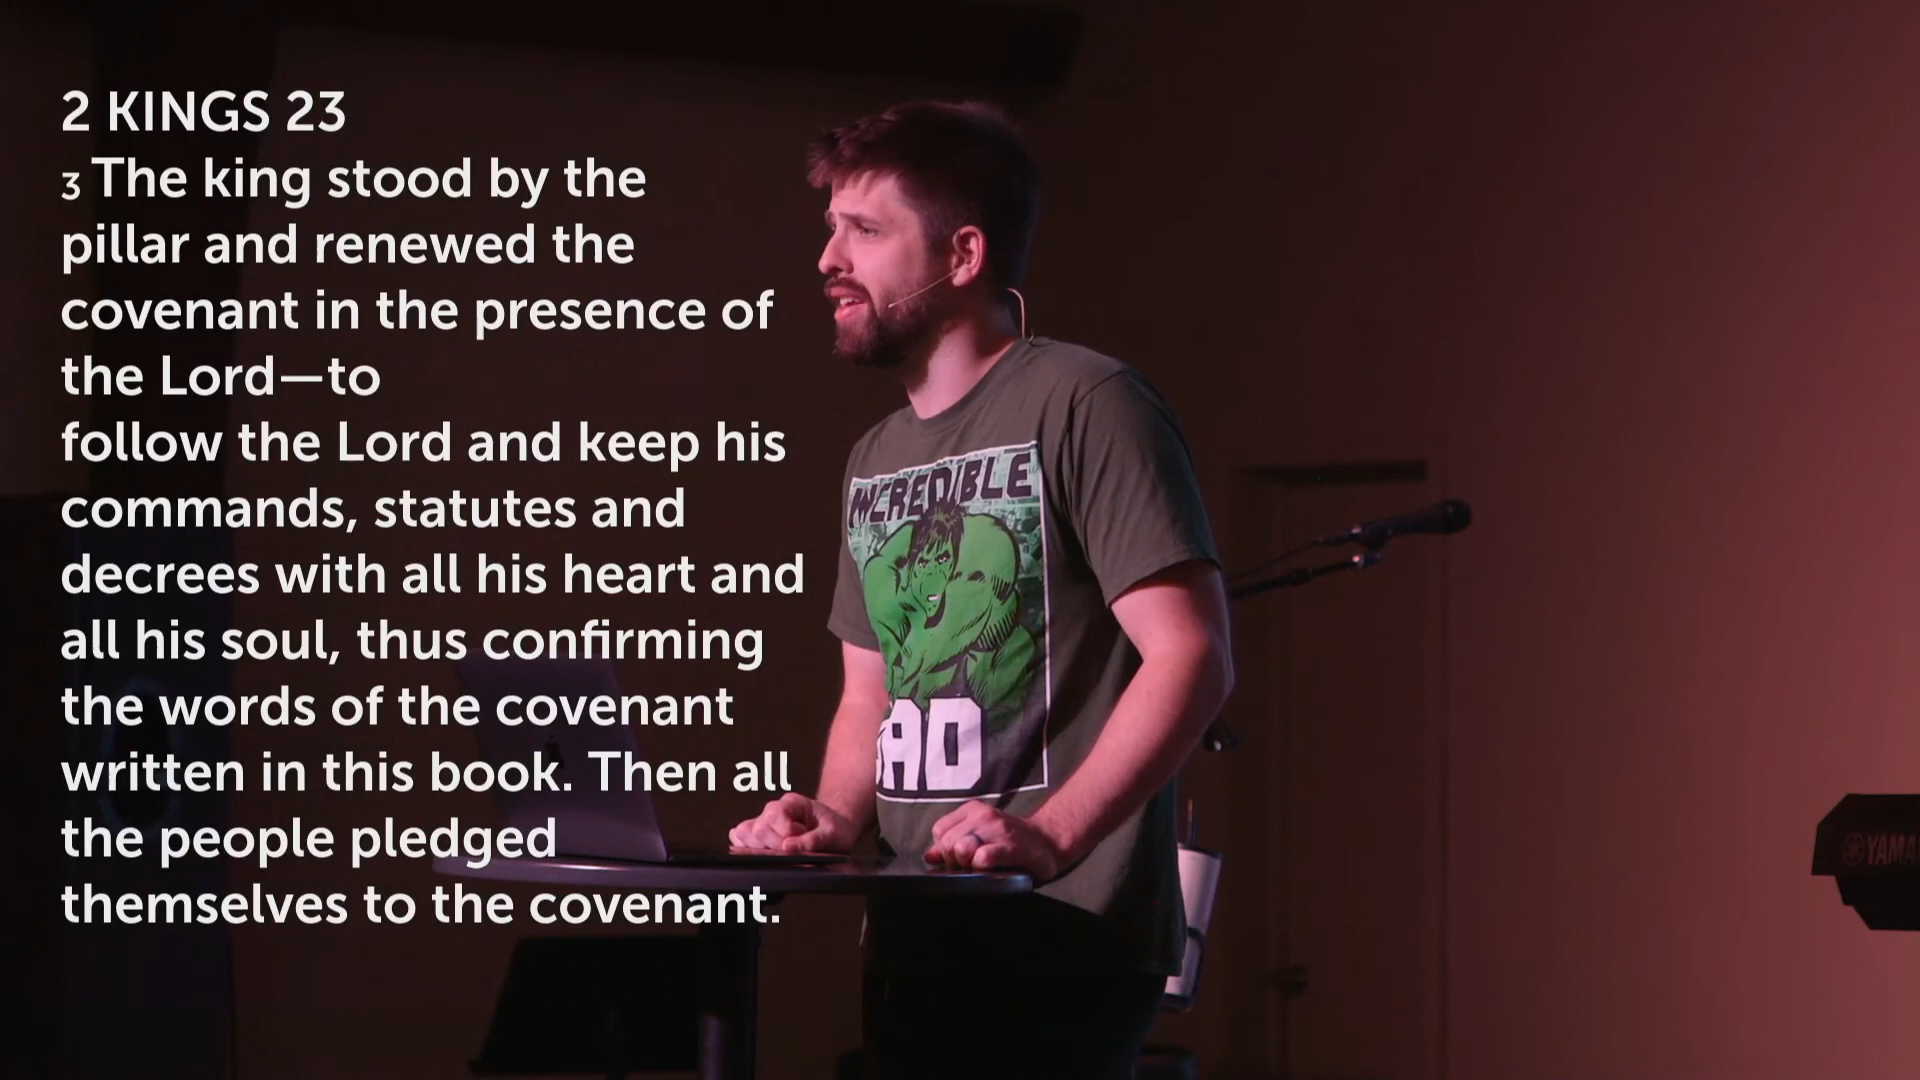 2 KINGS 23
3 The king stood by the
pillar and renewed the
covenant in the presence of
the Lord—to
follow the Lord and keep his
commands, statutes and
decrees with all his heart and
all his soul, thus confirming
the words of the covenant
written in this book. Then all
the people pledged
themselves to the covenant.
INCREDIBLE